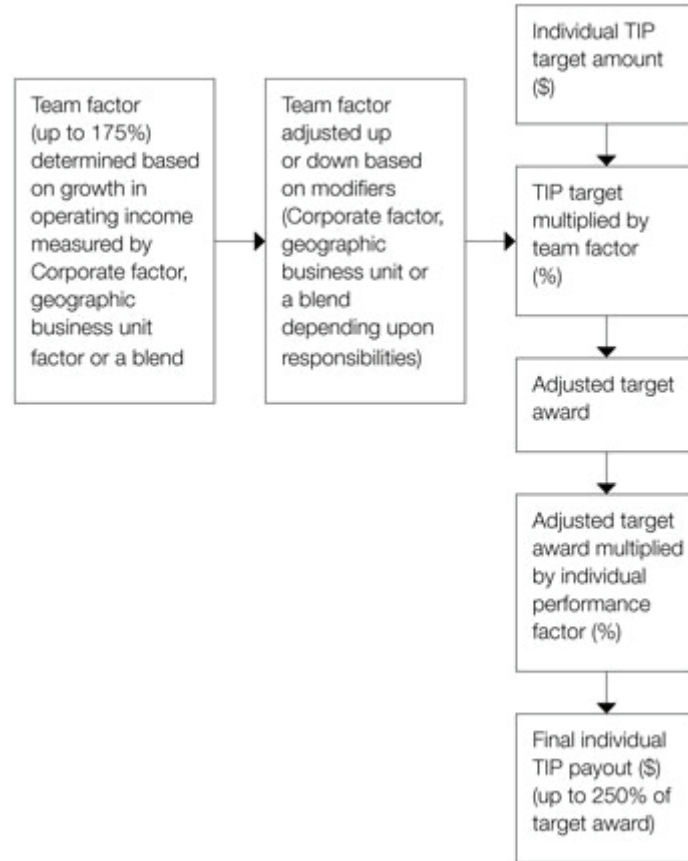 Team factor
(up to 175%)
determined based
on growth in
operating income
measured by
Corporate factor,
geographic
business unit
factor or a blend
Team factor
adjusted up
or down based
on modifiers
(Corporate factor,
geographic
business unit or
a blend
depending upon
responsibilities)
Individual TIP
target amount
($)
TIP target
multiplied by
team factor
(%)
Adjusted target
award
Adjusted target
award multiplied
by individual
performance
factor (%)
Final individual
TIP payout ($)
(up to 250% of
target award)